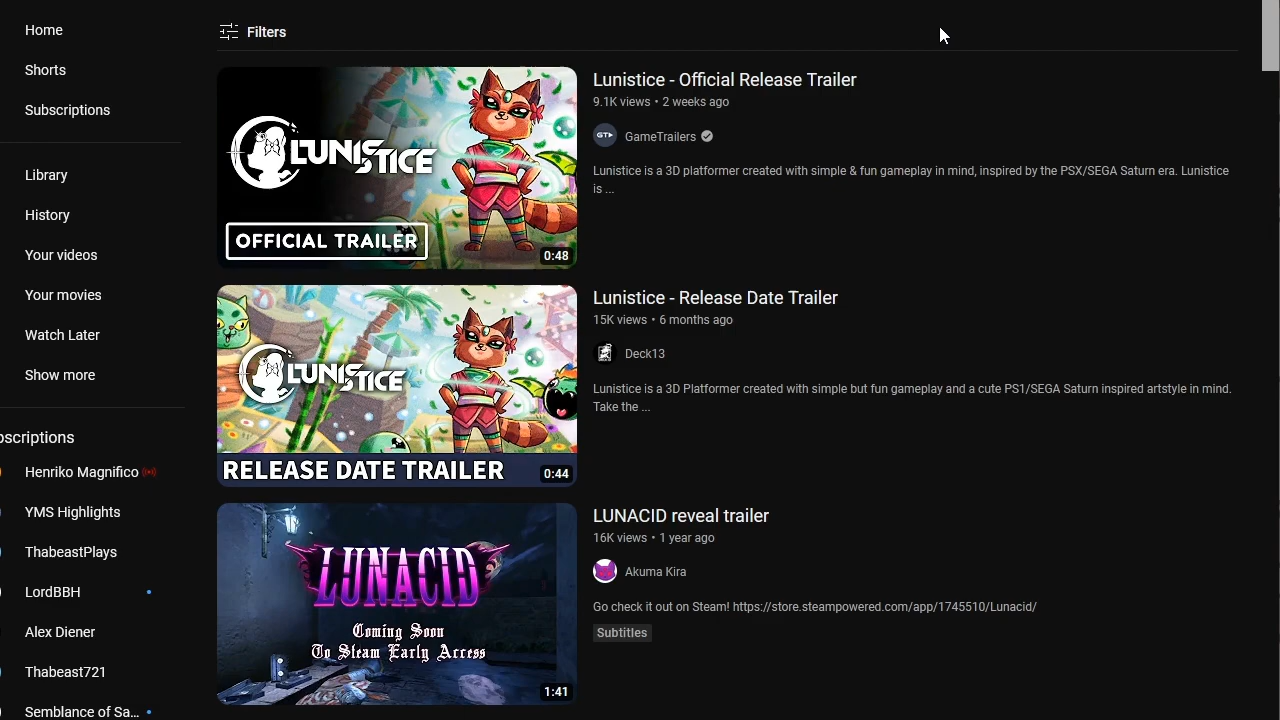 Home
Shorts
Subscriptions
Library
History
Your videos
Your movies
Watch Later
Show more
oscriptions
Henriko Magnifico
YMS Highlights
ThabeastPlays
LordBBH
Alex Diener
Thabeast721
Semblance of Sa...
Filters
LUNISTICE
OFFICIAL TRAILER
0:48
Lunistice - Official Release Trailer
9.1K views • 2 weeks ago
GT
GameTrailers
Lunistice is a 3D platformer created with simple & fun gameplay in mind, inspired by the PSX/SEGA Saturn era. Lunistice
is ...
LUNISTICE
RELEASE DATE TRAILER
0:44
Lunistice - Release Date Trailer
15K views • 6 months ago
Deck13
Lunistice is a 3D Platformer created with simple but fun gameplay and a cute PS1/SEGA Saturn inspired artstyle in mind.
Take the ...
LUNACID
Coming Soon
To Steam Early Access
1:41
LUNACID reveal trailer
16K views • 1 year ago
Akuma Kira
Go check it out on Steam! https://store.steampowered.com/app/1745510/Lunacid/
Subtitles